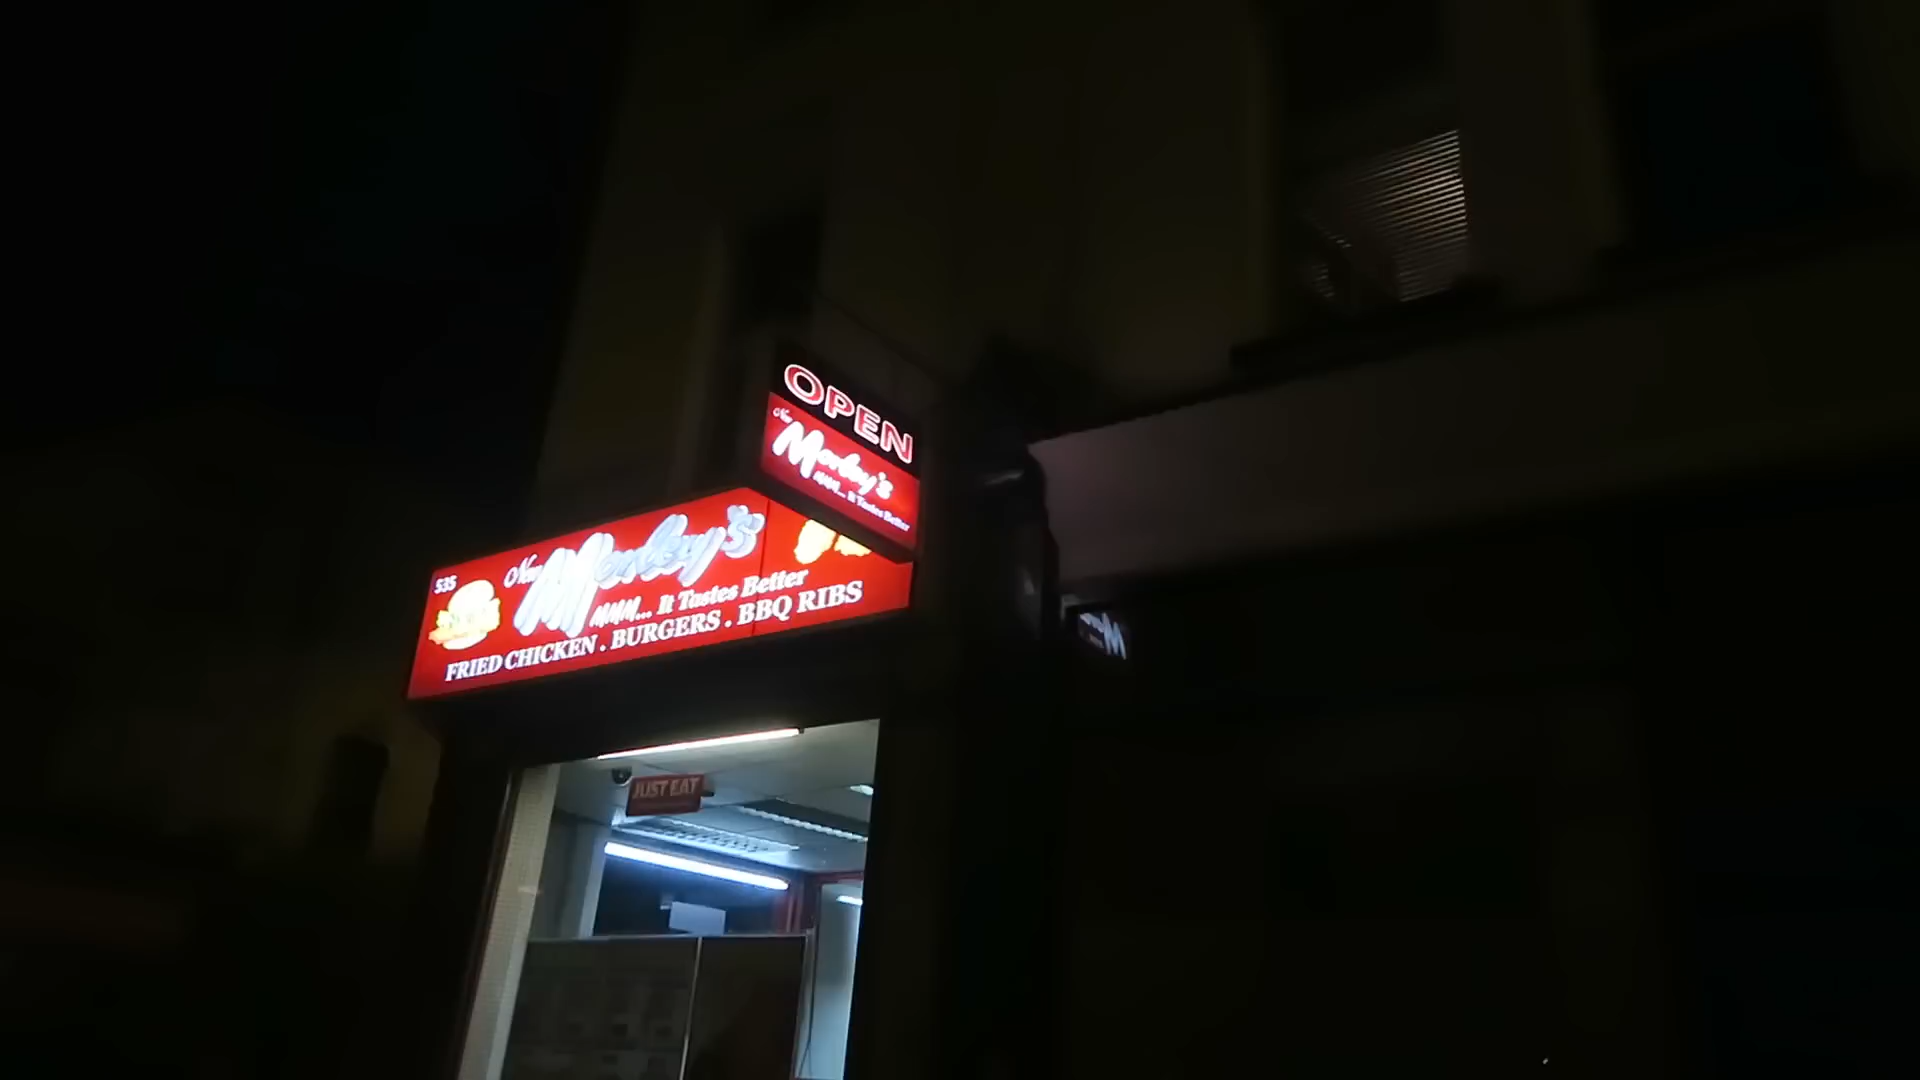 OPEN
New
Morley's
MMM... It Tastes Better
535
New Morley's
MMM... It Tastes Better
FRIED CHICKEN . BURGERS . BBQ RIBS
JUST EAT